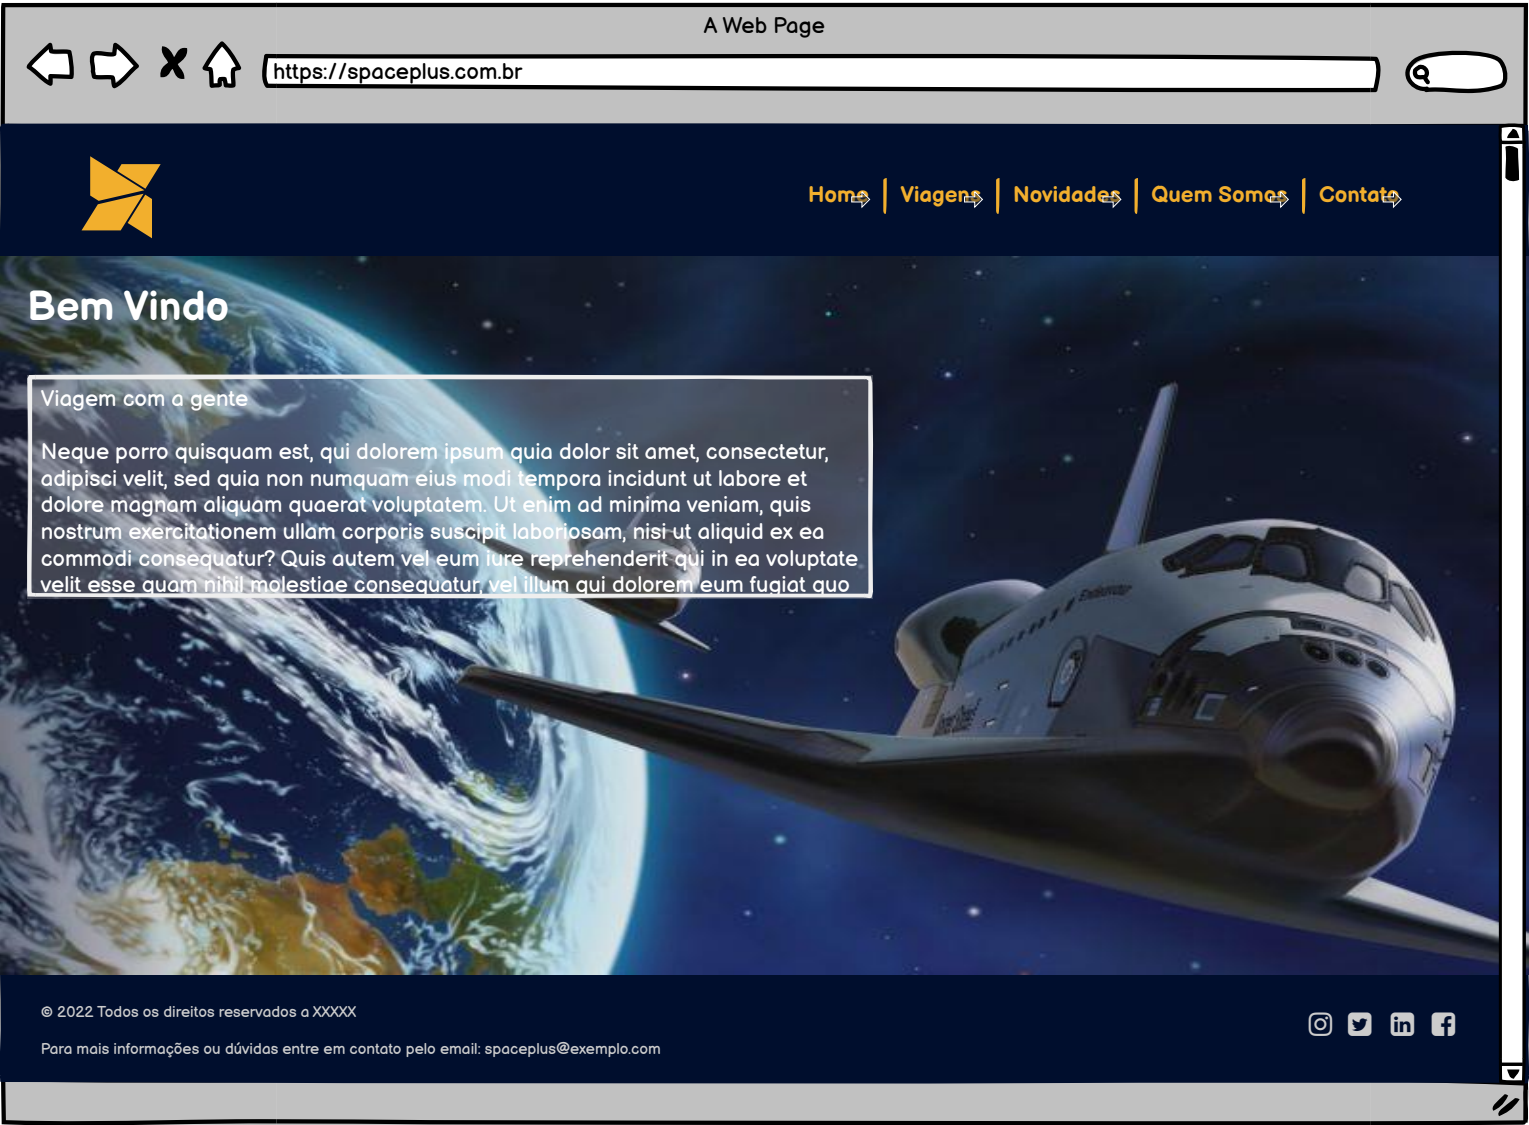 A Web Page
https://spaceplus.com.br
Home
Viagens
Novidades
Quem Somos
Contato
Bem Vindo
Viagem com a gente
Neque porro quisquam est, qui dolorem ipsum quia dolor sit amet, consectetur,
adipisci velit, sed quia non numquam eius modi tempora incidunt ut labore et
dolore magnam aliquam quaerat voluptatem. Ut enim ad minima veniam, quis
nostrum exercitationem ullam corporis suscipit laboriosam, nisi ut aliquid ex ea
commodi consequatur? Quis autem vel eum iure reprehenderit qui in ea voluptate
velit esse quam nihil molestiae consequatur, vel illum qui dolorem eum fugiat quo
Endeavour
United States
© 2022 Todos os direitos reservados a XXXXX
Para mais informações ou dúvidas entre em contato pelo email: spaceplus@exemplo.com